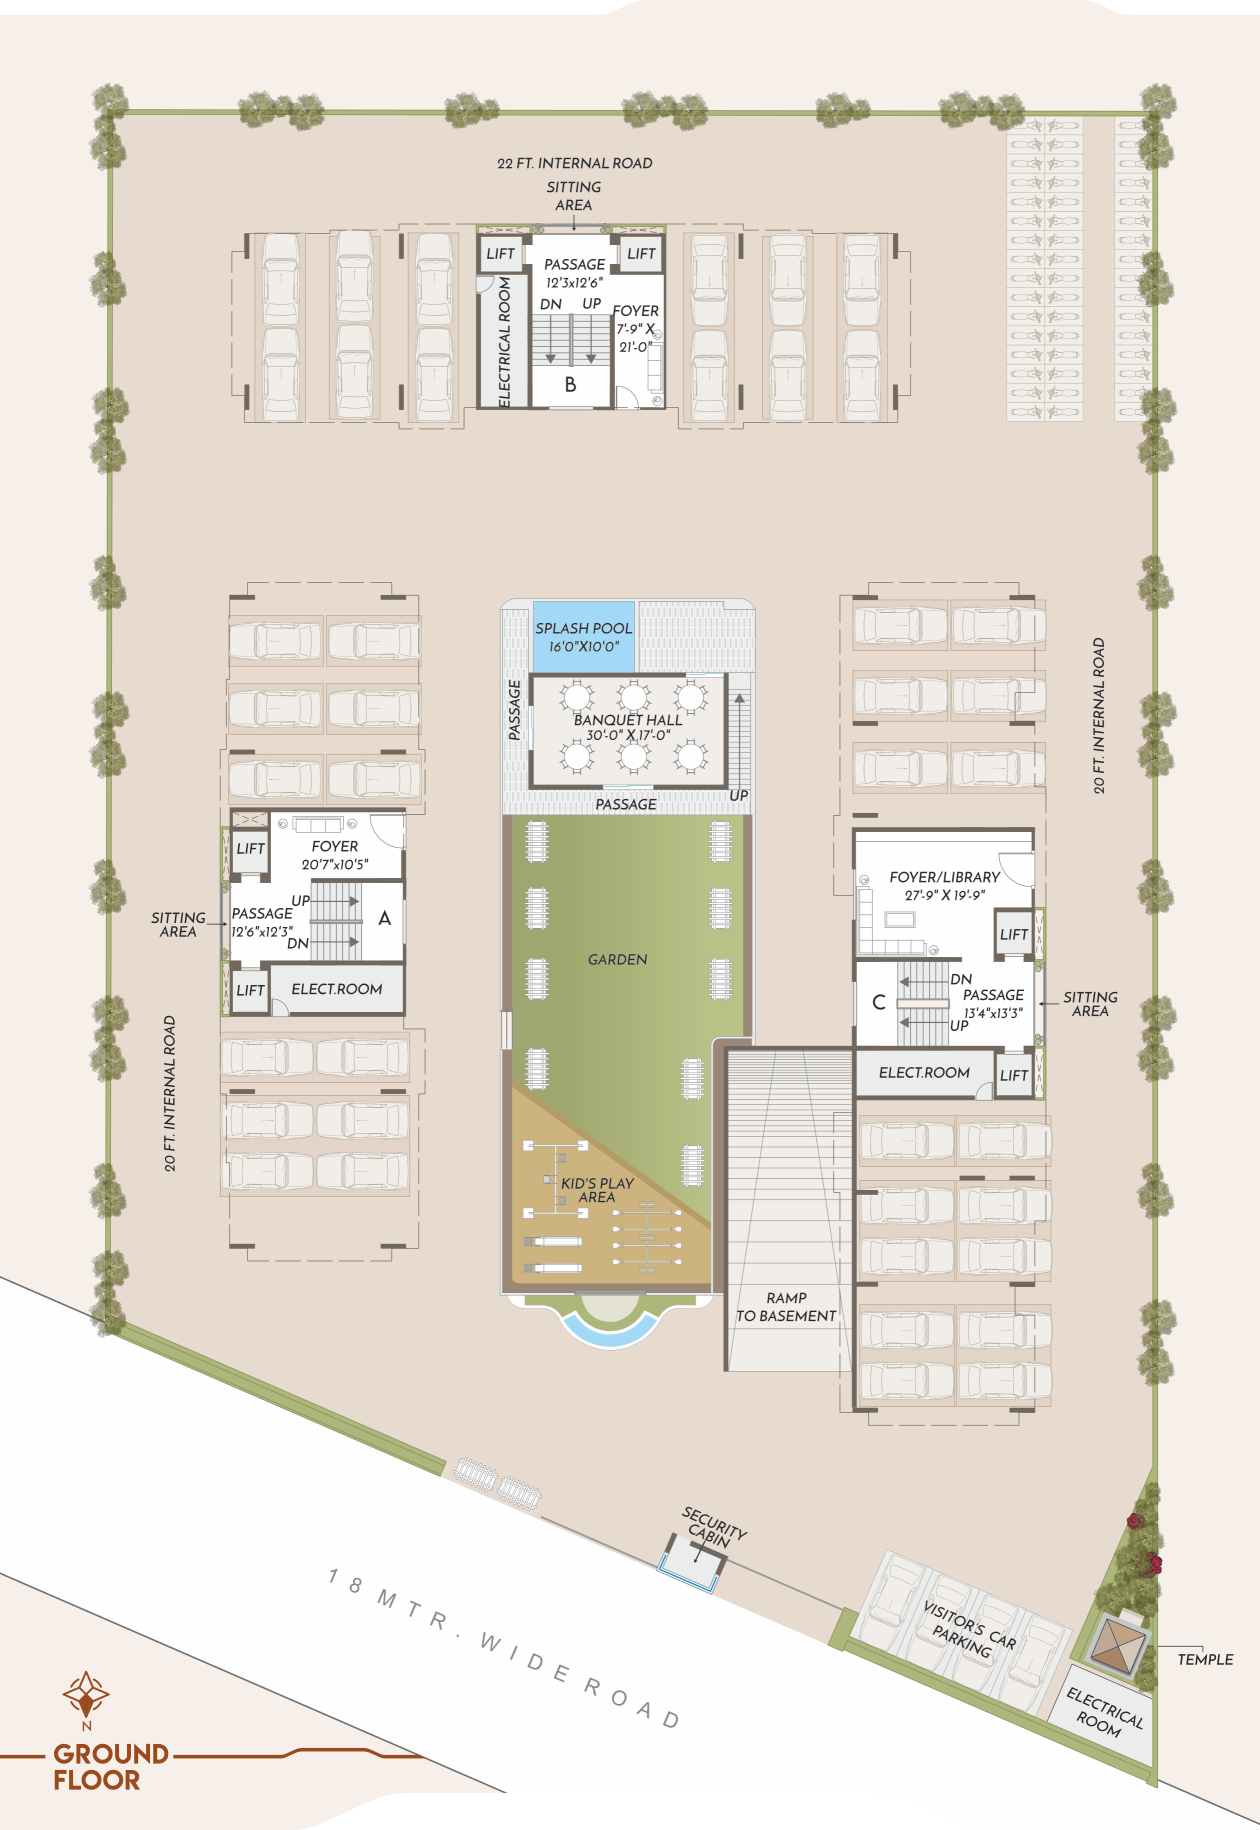 22 FT. INTERNAL ROAD
SITTING
AREA
LIFT
PASSAGE
12'3x12'6"
LIFT
DN
UP
FOYER
7'-9" X
21'-0"
ELECTRICAL ROOM
B
SPLASH POOL
16'0"X10'0"
PASSAGE
BANQUET HALL
30'-0" X 17'-0"
UP
PASSAGE
20 FT. INTERNAL ROAD
LIFT
FOYER
20'7"x10'5"
UP
SITTING
AREA
PASSAGE
12'6"x12'3"
A
DN
LIFT
ELECT.ROOM
20 FT. INTERNAL ROAD
GARDEN
FOYER/LIBRARY
27'-9" X 19'-9"
LIFT
DN
C
PASSAGE
13'4"x13'3"
UP
SITTING
AREA
ELECT.ROOM
LIFT
KID'S PLAY
AREA
RAMP
TO BASEMENT
SECURITY
CABIN
18 MTR. WIDE ROAD
VISITOR'S CAR
PARKING
TEMPLE
ELECTRICAL
ROOM
N
GROUND
FLOOR